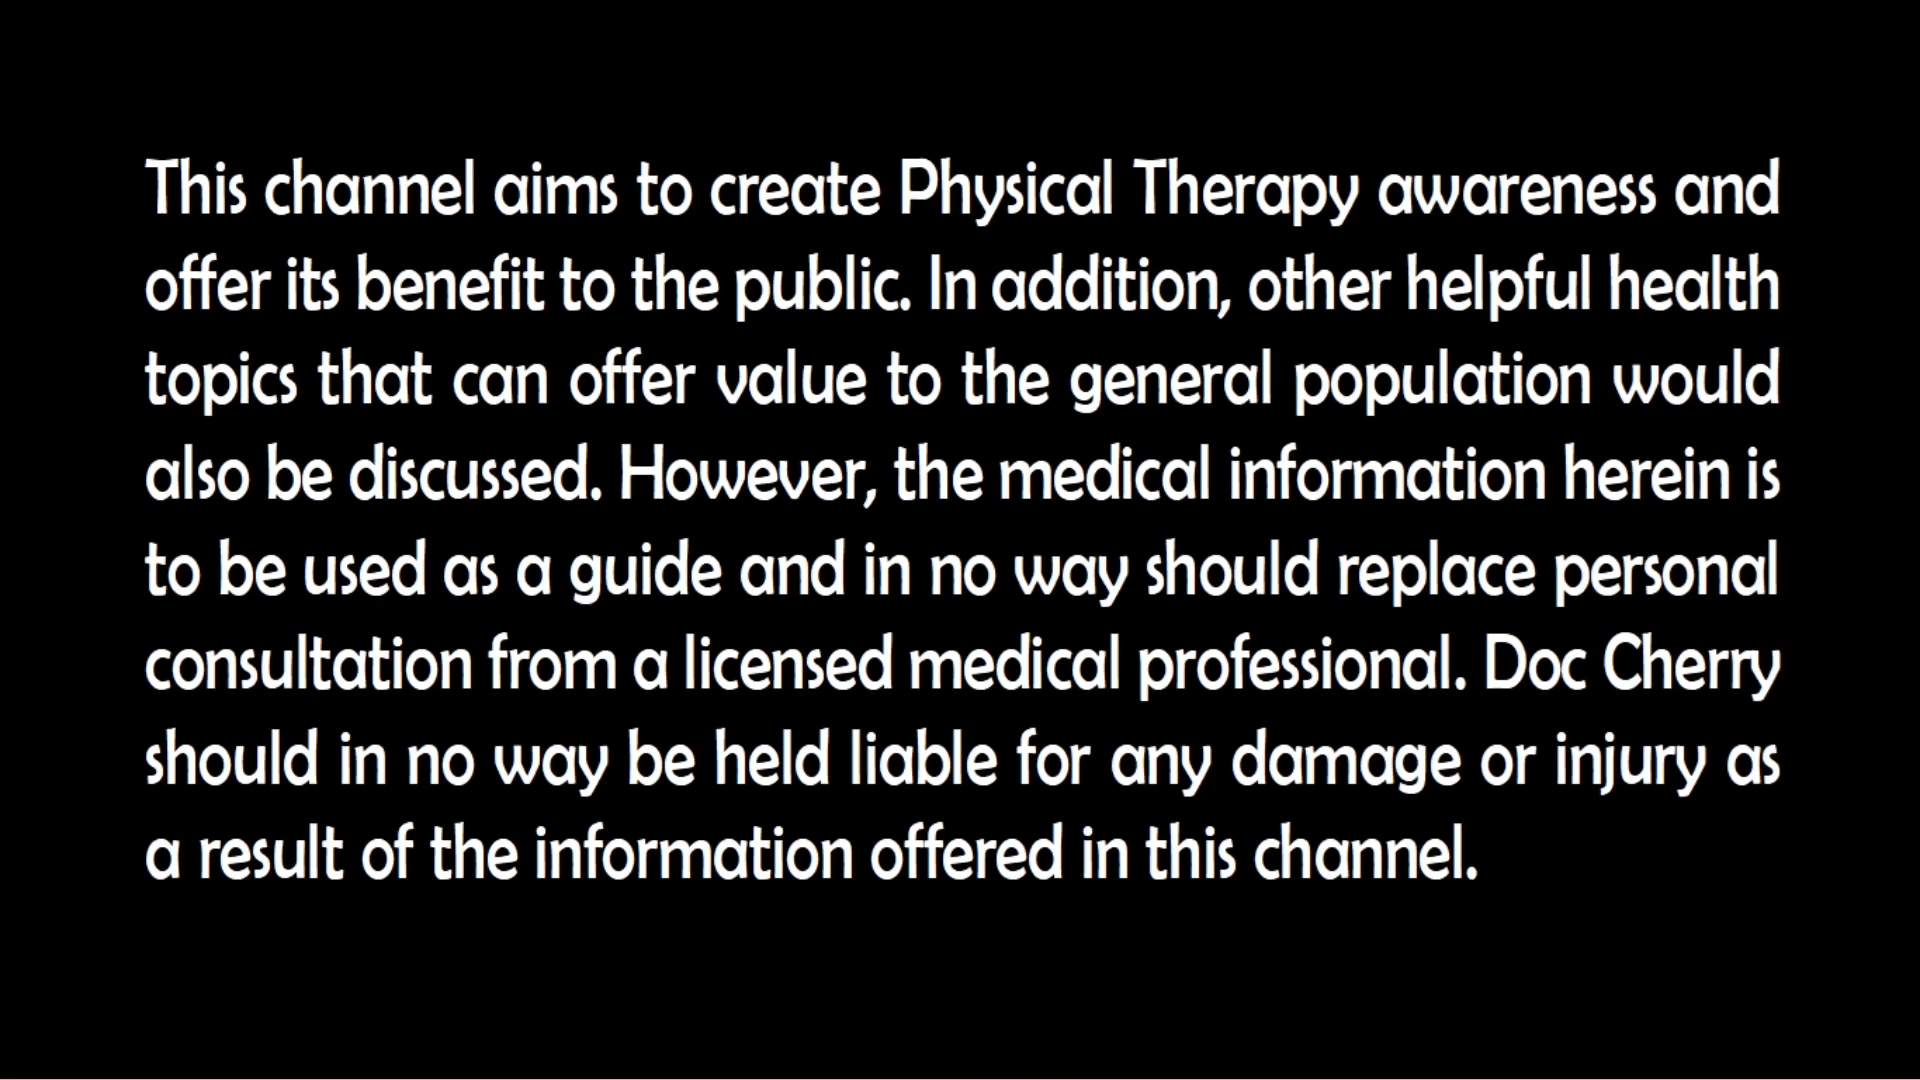 This channel aims to create Physical Therapy awareness and
offer its benefit to the public. In addition, other helpful health
topics that can offer value to the general population would
also be discussed. However, the medical information herein is
to be used as a guide and in no way should replace personal
consultation from a licensed medical professional. Doc Cherry
should in no way be held liable for any damage or injury as
a result of the information offered in this channel.